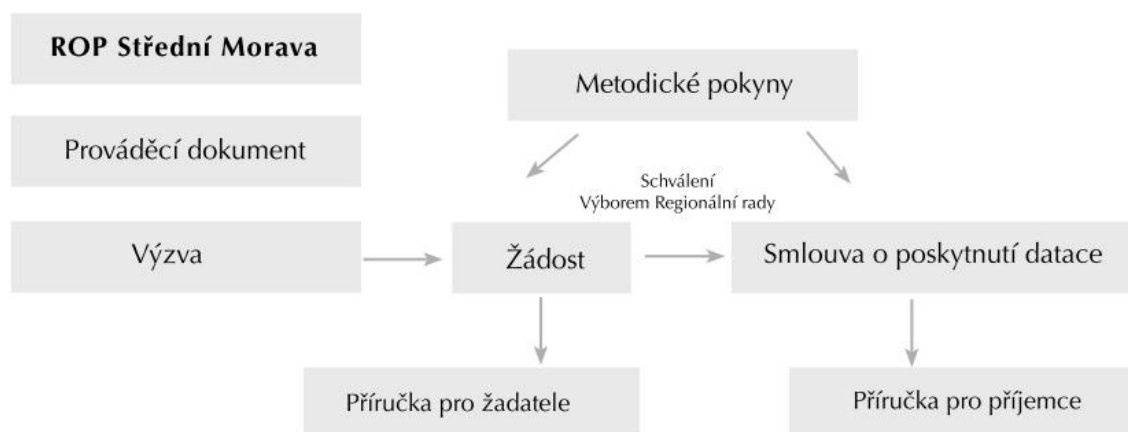 ROP Střední Morava
Metodické pokyny
Prováděcí dokument
Schválení
Výborem Regionální rady
Výzva
Žádost
Smlouva o poskytnutí datace
Příručka pro žadatele
Příručka pro příjemce